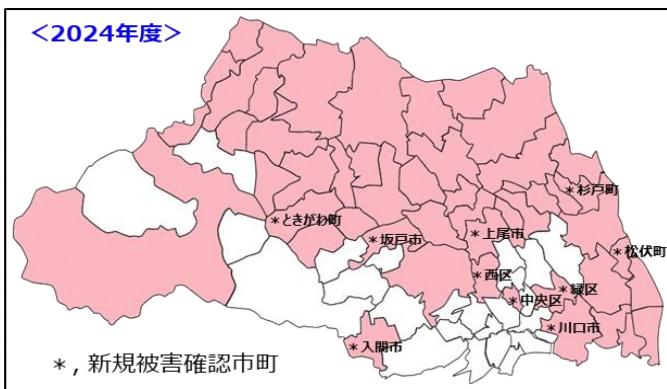 <2024年度>
*杉戸町
*ときがわ町
*坂戸市
*上尾市
*松伏町
*西区
*緑区
*中央区
*川口市
*入間市
*，新規被害確認市町